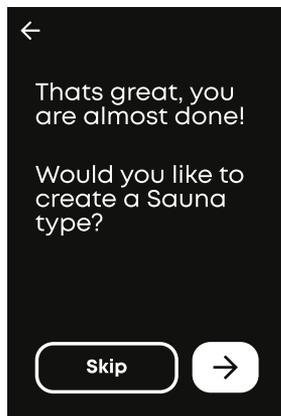 Thats great, you
are almost done!
Would you like to
create a Sauna
type?
Skip